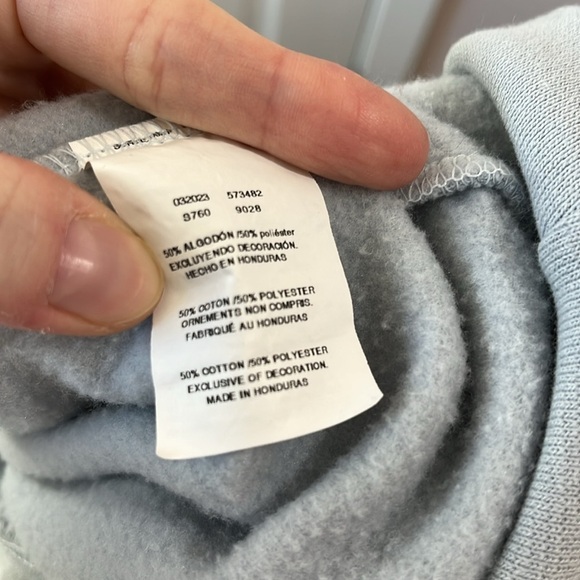 032023 573482
S760 9028
50% ALGODÓN /50% poliéster
EXCLUYENDO DECORACIÓN.
HECHO EN HONDURAS
50% COTON /50% POLYESTER
ORNEMENTS NON COMPRIS.
FABRIQUÉ AU HONDURAS
50% COTTON /50% POLYESTER
EXCLUSIVE OF DECORATION.
MADE IN HONDURAS